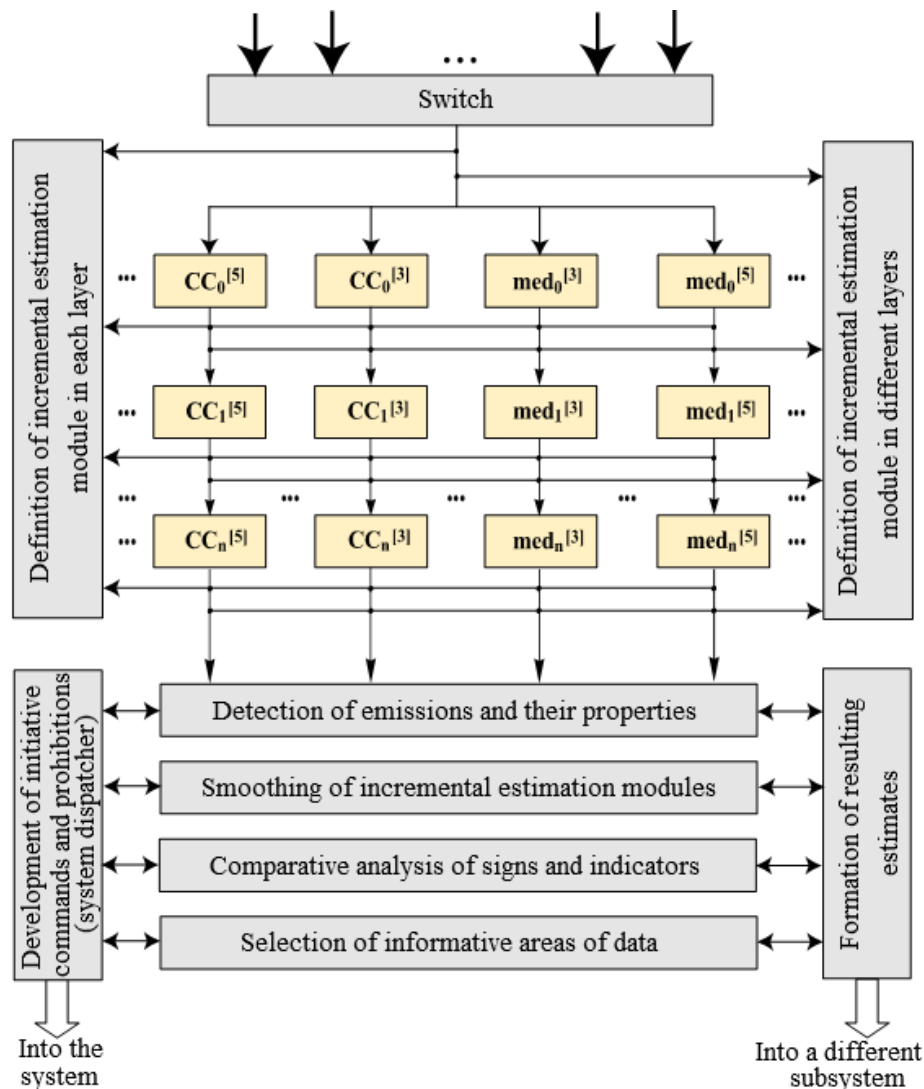 ...
Switch
Definition of incremental estimation
module in each layer
Definition of incremental estimation
module in different layers
... CC₀[5] CC₀[3] med₀[3] med₀[5] ...
... CC₁[5] CC₁[3] med₁[3] med₁[5] ...
... ... ... ... ...
... CCₙ[5] CCₙ[3] medₙ[3] medₙ[5] ...
Development of initiative
commands and prohibitions
(system dispatcher)
Detection of emissions and their properties
Smoothing of incremental estimation modules
Comparative analysis of signs and indicators
Selection of informative areas of data
Formation of resulting
estimates
Into the
system
Into a different
subsystem